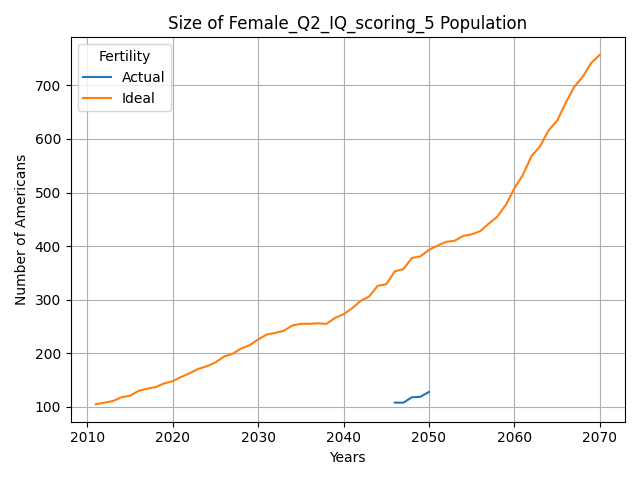 Size of Female_Q2_IQ_scoring_5 Population
Fertility
Actual
Ideal
Number of Americans
700
600
500
400
300
200
100
2010 2020 2030 2040 2050 2060 2070
Years